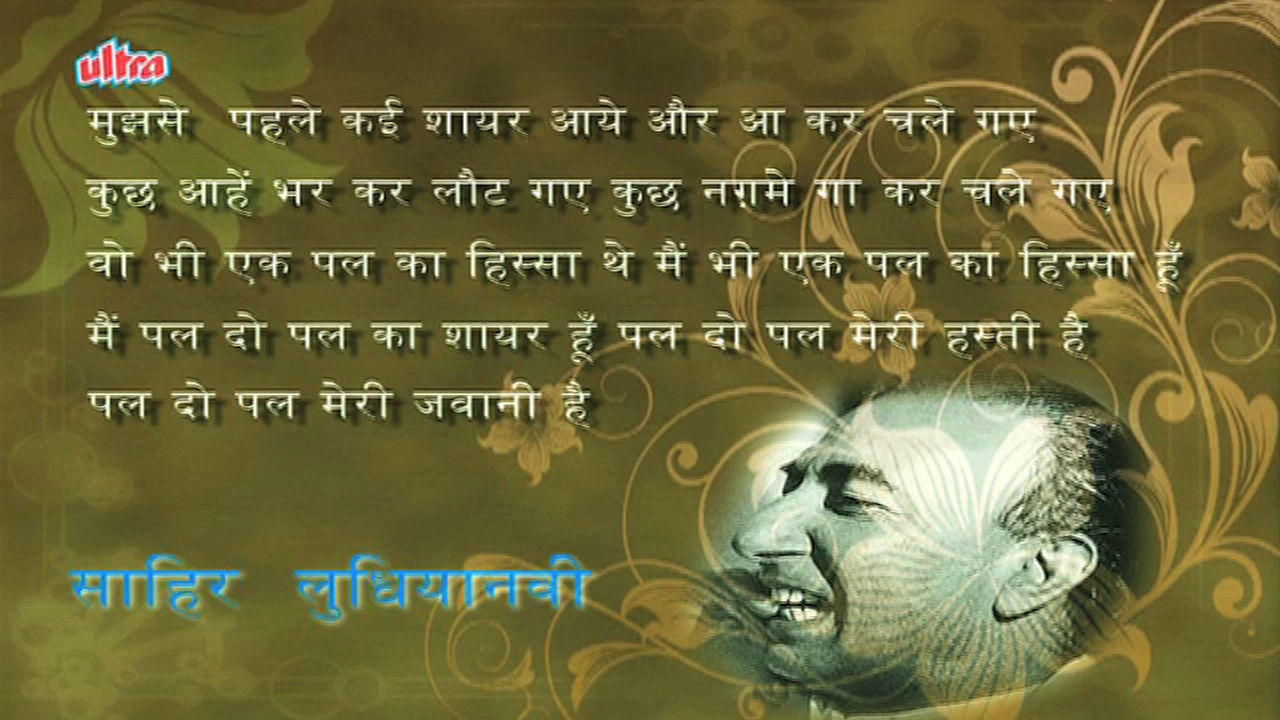 ultra
मुझसे पहले कई शायर आये और आ कर चले गए
कुछ आहें भर कर लौट गए कुछ नग़मे गा कर चले गए
वो भी एक पल का हिस्सा थे मैं भी एक पल का हिस्सा हूँ
मैं पल दो पल का शायर हूँ पल दो पल मेरी हस्ती है
पल दो पल मेरी जवानी है
साहिर लुधियानवी